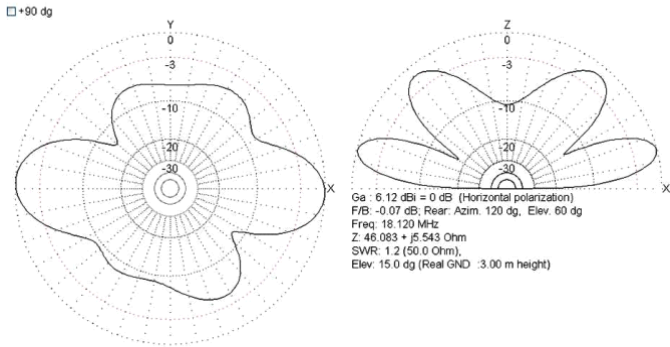 +90 dg
Y
0
-3
-10
-20
-30
X
Z
0
-3
-10
-20
-30
X
Ga : 6.12 dBi = 0 dB (Horizontal polarization)
F/B: -0.07 dB; Rear: Azim. 120 dg, Elev. 60 dg
Freq: 18.120 MHz
Z: 46.083 + j5.543 Ohm
SWR: 1.2 (50.0 Ohm),
Elev: 15.0 dg (Real GND :3.00 m height)